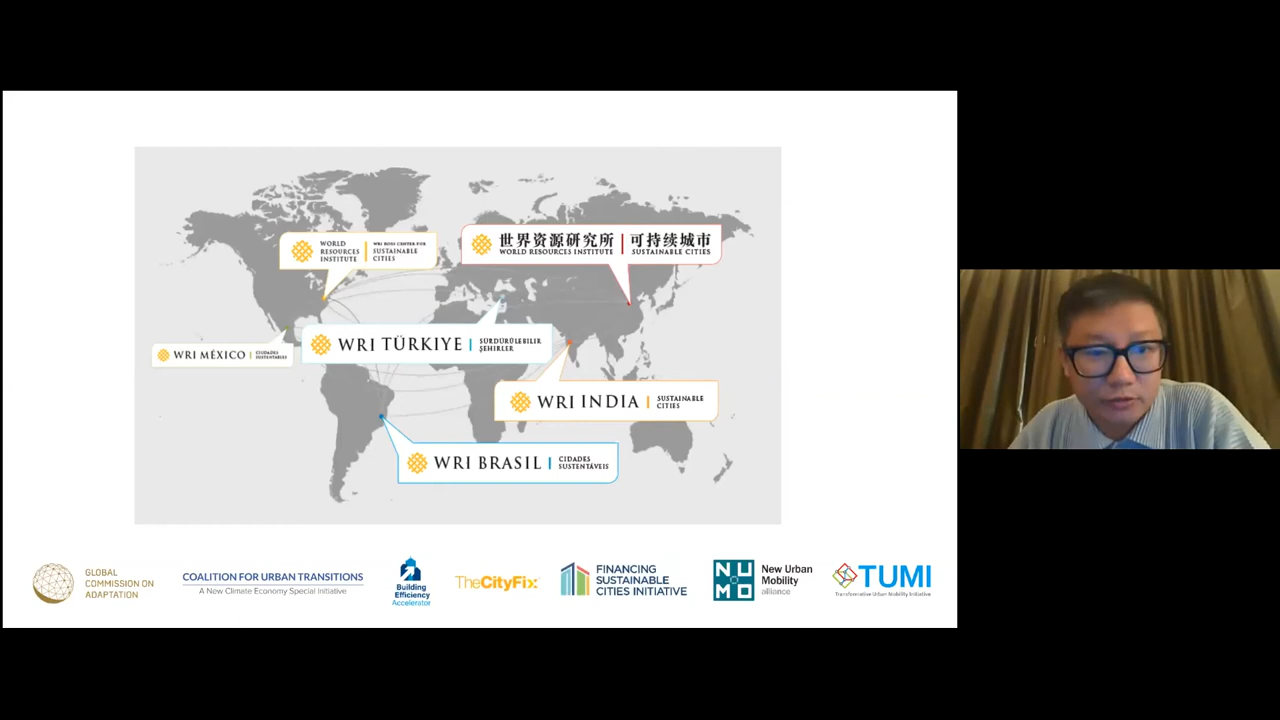 WORLD
RESOURCES
INSTITUTE
WRI ROSS CENTER FOR
SUSTAINABLE
CITIES
世界资源研究所
WORLD RESOURCES INSTITUTE
可持续城市
SUSTAINABLE CITIES
WRI MÉXICO
CIUDADES
SUSTENTABLES
WRI TÜRKIYE
SÜRDÜRÜLEBILIR
ŞEHIRLER
WRI INDIA
SUSTAINABLE
CITIES
WRI BRASIL
CIDADES
SUSTENTÁVEIS
GLOBAL
COMMISSION ON
ADAPTATION
COALITION FOR URBAN TRANSITIONS
A New Climate Economy Special Initiative
Building
Efficiency
Accelerator
TheCityFix
FINANCING
SUSTAINABLE
CITIES INITIATIVE
NU
MO
New Urban
Mobility
alliance
TUMI
Transformative Urban Mobility Initiative